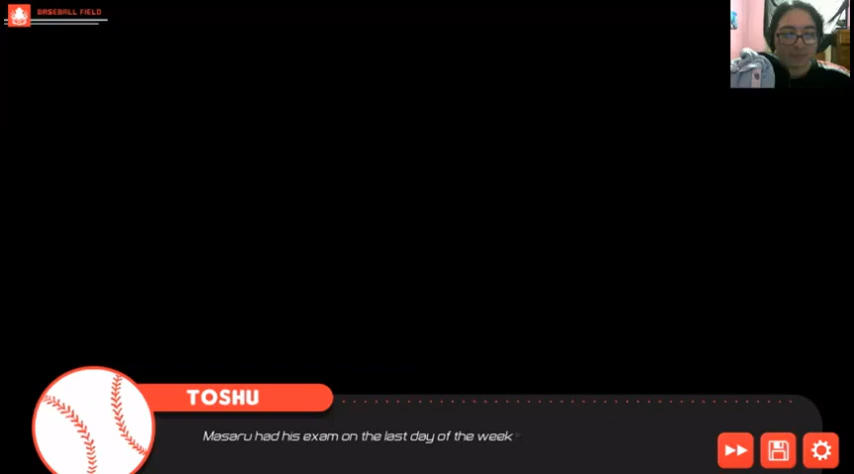 BASEBALL FIELD
TOSHU
Masaru had his exam on the last day of the week